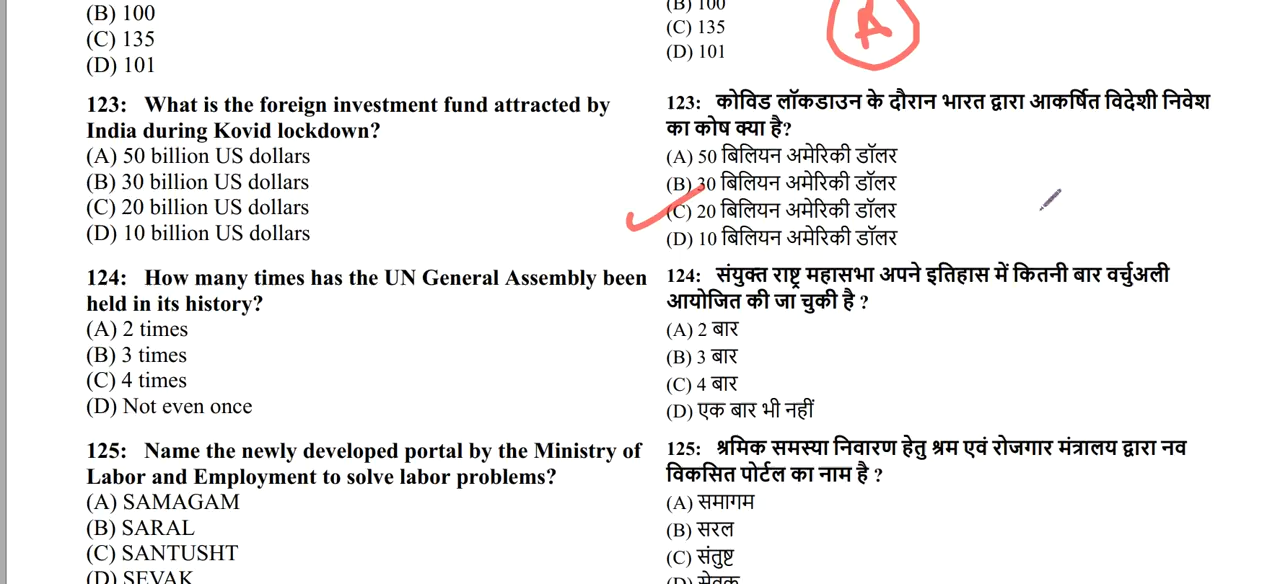 (B) 100
(C) 135
(D) 101
123: What is the foreign investment fund attracted by
India during Kovid lockdown?
(A) 50 billion US dollars
(B) 30 billion US dollars
(C) 20 billion US dollars
(D) 10 billion US dollars
124: How many times has the UN General Assembly been
held in its history?
(A) 2 times
(B) 3 times
(C) 4 times
(D) Not even once
125: Name the newly developed portal by the Ministry of
Labor and Employment to solve labor problems?
(A) SAMAGAM
(B) SARAL
(C) SANTUSHT
(D) SEVAK
(B) 100
(C) 135
(D) 101
A
123: कोविड लॉकडाउन के दौरान भारत द्वारा आकर्षित विदेशी निवेश
का कोष क्या है?
(A) 50 बिलियन अमेरिकी डॉलर
(B) 30 बिलियन अमेरिकी डॉलर
(C) 20 बिलियन अमेरिकी डॉलर
(D) 10 बिलियन अमेरिकी डॉलर
124: संयुक्त राष्ट्र महासभा अपने इतिहास में कितनी बार वर्चुअली
आयोजित की जा चुकी है ?
(A) 2 बार
(B) 3 बार
(C) 4 बार
(D) एक बार भी नहीं
125: श्रमिक समस्या निवारण हेतु श्रम एवं रोजगार मंत्रालय द्वारा नव
विकसित पोर्टल का नाम है ?
(A) समागम
(B) सरल
(C) संतुष्ट
(D) सेवक